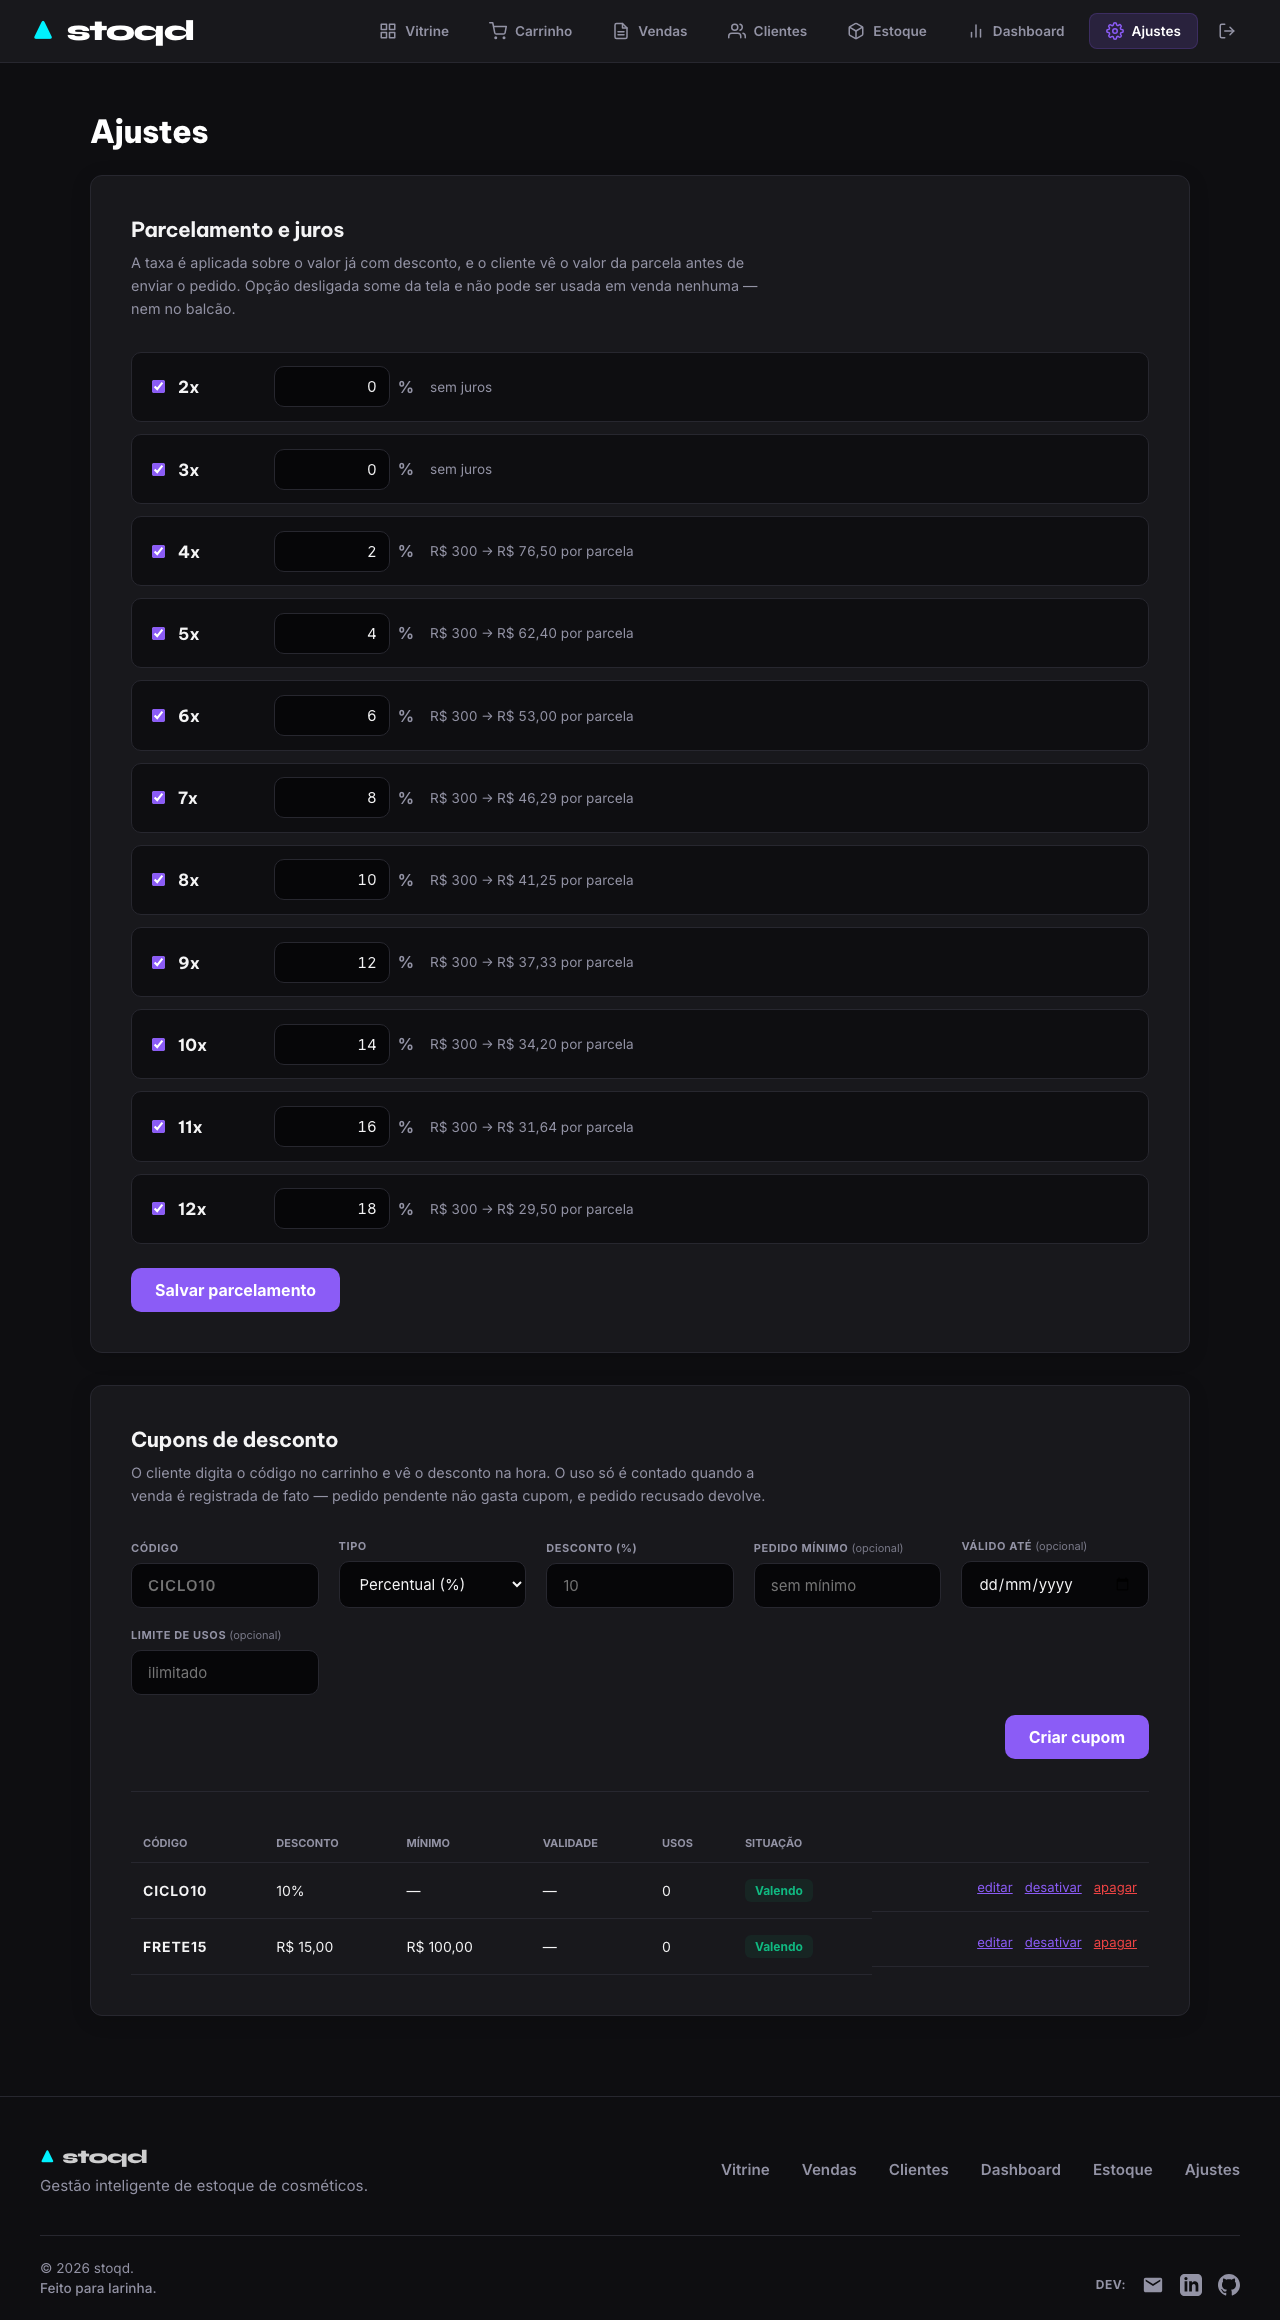 stoqd
Vitrine Carrinho Vendas Clientes Estoque Dashboard Ajustes
Ajustes
Parcelamento e juros
A taxa é aplicada sobre o valor já com desconto, e o cliente vê o valor da parcela antes de
enviar o pedido. Opção desligada some da tela e não pode ser usada em venda nenhuma —
nem no balcão.
2x 0 % sem juros
3x 0 % sem juros
4x 2 % R$ 300 → R$ 76,50 por parcela
5x 4 % R$ 300 → R$ 62,40 por parcela
6x 6 % R$ 300 → R$ 53,00 por parcela
7x 8 % R$ 300 → R$ 46,29 por parcela
8x 10 % R$ 300 → R$ 41,25 por parcela
9x 12 % R$ 300 → R$ 37,33 por parcela
10x 14 % R$ 300 → R$ 34,20 por parcela
11x 16 % R$ 300 → R$ 31,64 por parcela
12x 18 % R$ 300 → R$ 29,50 por parcela
Salvar parcelamento
Cupons de desconto
O cliente digita o código no carrinho e vê o desconto na hora. O uso só é contado quando a
venda é registrada de fato — pedido pendente não gasta cupom, e pedido recusado devolve.
CÓDIGO TIPO DESCONTO (%) PEDIDO MÍNIMO (opcional) VÁLIDO ATÉ (opcional)
CICLO10 Percentual (%) 10 sem mínimo dd/mm/yyyy
LIMITE DE USOS (opcional)
ilimitado
Criar cupom
CÓDIGO DESCONTO MÍNIMO VALIDADE USOS SITUAÇÃO
CICLO10 10% — — 0 Valendo editar desativar apagar
FRETE15 R$ 15,00 R$ 100,00 — 0 Valendo editar desativar apagar
stoqd
Gestão inteligente de estoque de cosméticos.
Vitrine Vendas Clientes Dashboard Estoque Ajustes
© 2026 stoqd.
Feito para Iarinha.
DEV: